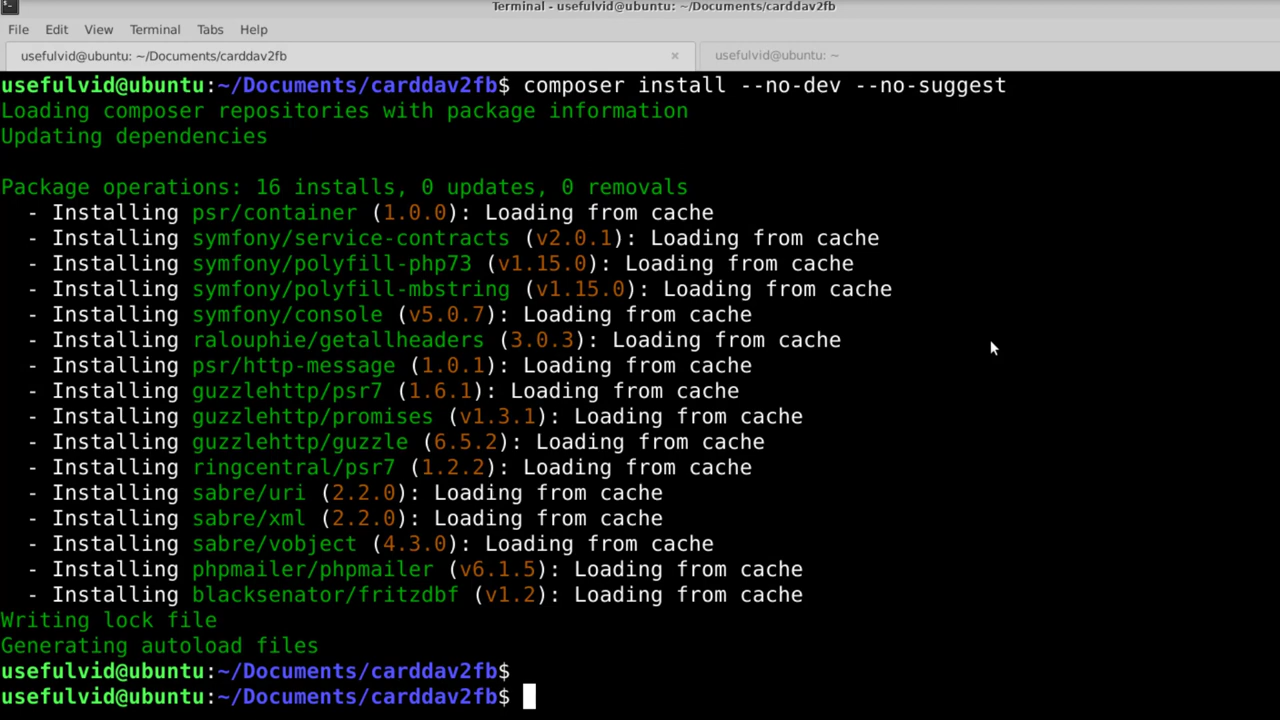 Terminal - usefulvid@ubuntu: ~/Documents/carddav2fb
File Edit View Terminal Tabs Help
usefulvid@ubuntu: ~/Documents/carddav2fb × usefulvid@ubuntu: ~
usefulvid@ubuntu:~/Documents/carddav2fb$ composer install --no-dev --no-suggest
Loading composer repositories with package information
Updating dependencies
Package operations: 16 installs, 0 updates, 0 removals
- Installing psr/container (1.0.0): Loading from cache
- Installing symfony/service-contracts (v2.0.1): Loading from cache
- Installing symfony/polyfill-php73 (v1.15.0): Loading from cache
- Installing symfony/polyfill-mbstring (v1.15.0): Loading from cache
- Installing symfony/console (v5.0.7): Loading from cache
- Installing ralouphie/getallheaders (3.0.3): Loading from cache
- Installing psr/http-message (1.0.1): Loading from cache
- Installing guzzlehttp/psr7 (1.6.1): Loading from cache
- Installing guzzlehttp/promises (v1.3.1): Loading from cache
- Installing guzzlehttp/guzzle (6.5.2): Loading from cache
- Installing ringcentral/psr7 (1.2.2): Loading from cache
- Installing sabre/uri (2.2.0): Loading from cache
- Installing sabre/xml (2.2.0): Loading from cache
- Installing sabre/vobject (4.3.0): Loading from cache
- Installing phpmailer/phpmailer (v6.1.5): Loading from cache
- Installing blacksenator/fritzdbf (v1.2): Loading from cache
Writing lock file
Generating autoload files
usefulvid@ubuntu:~/Documents/carddav2fb$
usefulvid@ubuntu:~/Documents/carddav2fb$